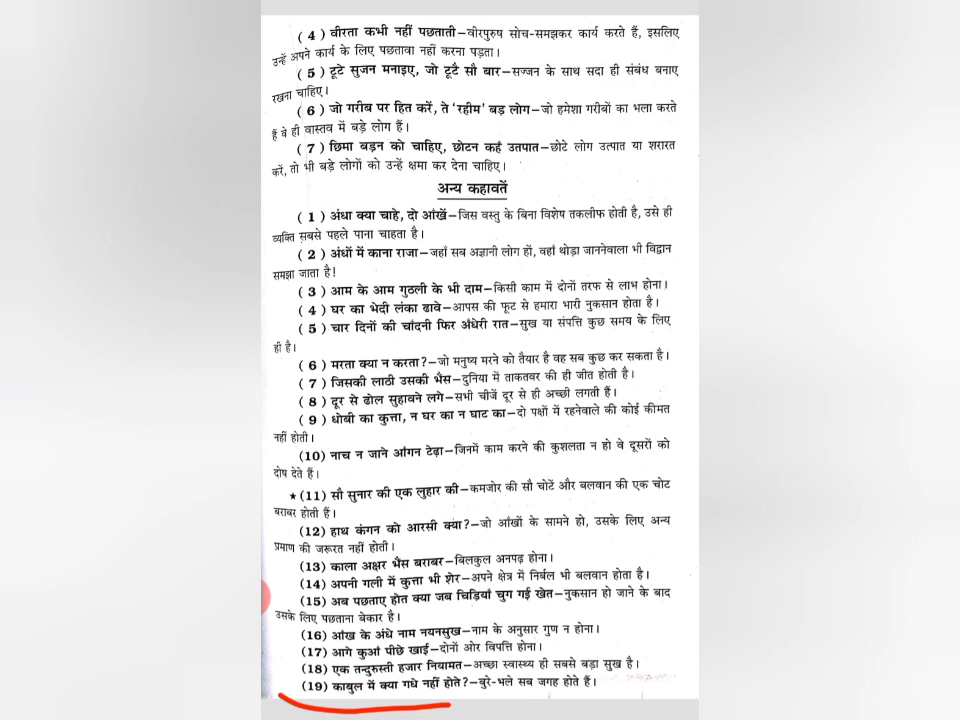 ( 4 ) वीरता कभी नहीं पछताती–वीरपुरुष सोच-समझकर कार्य करते हैं, इसलिए
उन्हें अपने कार्य के लिए पछतावा नहीं करना पड़ता।
( 5 ) टूटे सुजन मनाइए, जो टूटै सौ बार–सज्जन के साथ सदा ही संबंध बनाए
रखना चाहिए।
( 6 ) जो गरीब पर हित करें, ते ‘रहीम’ बड़ लोग–जो हमेशा गरीबों का भला करते
हैं वे ही वास्तव में बड़े लोग हैं।
( 7 ) छिमा बड़न को चाहिए, छोटन कहँ उतपात–छोटे लोग उत्पात या शरारत
करें, तो भी बड़े लोगों को उन्हें क्षमा कर देना चाहिए।
अन्य कहावतें
( 1 ) अंधा क्या चाहे, दो आँखें–जिस वस्तु के बिना विशेष तकलीफ होती है, उसे ही
व्यक्ति सबसे पहले पाना चाहता है।
( 2 ) अंधों में काना राजा–जहाँ सब अज्ञानी लोग हों, वहाँ थोड़ा जाननेवाला भी विद्वान
समझा जाता है!
( 3 ) आम के आम गुठली के भी दाम–किसी काम में दोनों तरफ से लाभ होना।
( 4 ) घर का भेदी लंका ढावे–आपस की फूट से हमारा भारी नुकसान होता है।
( 5 ) चार दिनों की चाँदनी फिर अँधेरी रात–सुख या संपत्ति कुछ समय के लिए
ही है।
( 6 ) मरता क्या न करता?–जो मनुष्य मरने को तैयार है वह सब कुछ कर सकता है।
( 7 ) जिसकी लाठी उसकी भैंस–दुनिया में ताकतवर की ही जीत होती है।
( 8 ) दूर से ढोल सुहावने लगे–सभी चीजें दूर से ही अच्छी लगती हैं।
( 9 ) धोबी का कुत्ता, न घर का न घाट का–दो पक्षों में रहनेवाले की कोई कीमत
नहीं होती।
(10) नाच न जाने आँगन टेढ़ा–जिनमें काम करने की कुशलता न हो वे दूसरों को
दोष देते हैं।
★(11) सौ सुनार की एक लुहार की–कमजोर की सौ चोटें और बलवान की एक चोट
बराबर होती हैं।
(12) हाथ कंगन को आरसी क्या?–जो आँखों के सामने हो, उसके लिए अन्य
प्रमाण की जरूरत नहीं होती।
(13) काला अक्षर भैंस बराबर–बिलकुल अनपढ़ होना।
(14) अपनी गली में कुत्ता भी शेर–अपने क्षेत्र में निर्बल भी बलवान होता है।
(15) अब पछताए होत क्या जब चिड़ियाँ चुग गई खेत–नुकसान हो जाने के बाद
उसके लिए पछताना बेकार है।
(16) आँख के अंधे नाम नयनसुख–नाम के अनुसार गुण न होना।
(17) आगे कुआँ पीछे खाई–दोनों ओर विपत्ति होना।
(18) एक तन्दुरुस्ती हजार नियामत–अच्छा स्वास्थ्य ही सबसे बड़ा सुख है।
(19) काबुल में क्या गधे नहीं होते?–बुरे-भले सब जगह होते हैं।